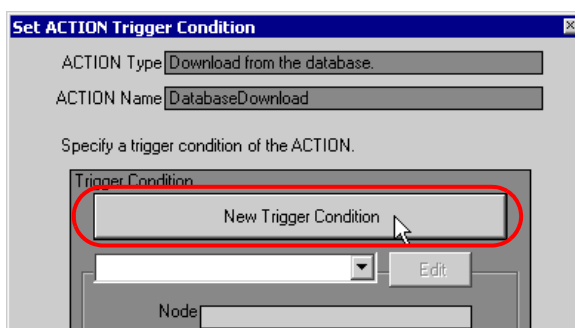 Set ACTION Trigger Condition
ACTION Type Download from the database.
ACTION Name DatabaseDownload
Specify a trigger condition of the ACTION.
Trigger Condition
New Trigger Condition
Edit
Node